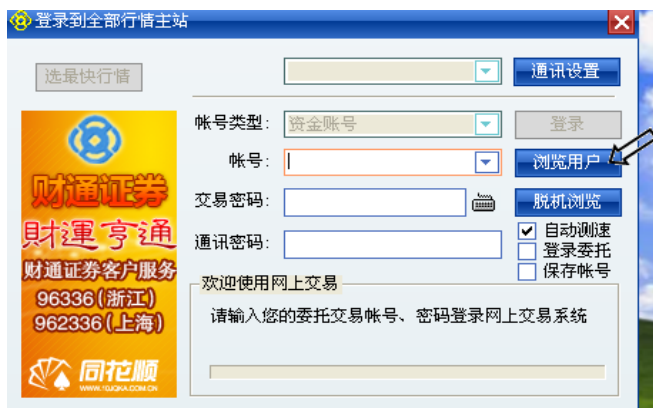 登录到全部行情主站
选最快行情
通讯设置
帐号类型:
资金账号
登录
帐号:
浏览用户
交易密码:
脱机浏览
通讯密码:
自动测速
登录委托
保存帐号
财通证券
財運亨通
财通证券客户服务
96336(浙江)
962336(上海)
同花顺
WWW.10JQKA.COM.CN
欢迎使用网上交易
请输入您的委托交易帐号、密码登录网上交易系统